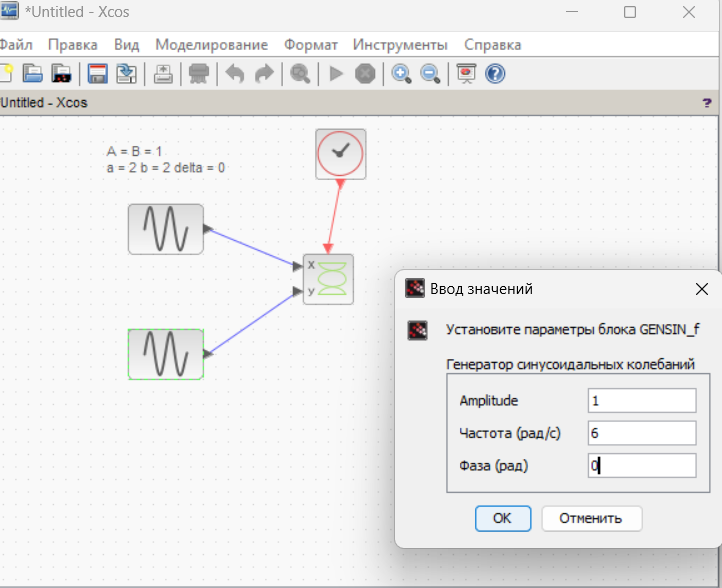 *Untitled - Xcos
Файл Правка Вид Моделирование Формат Инструменты Справка
Untitled - Xcos ?
A = B = 1
a = 2 b = 2 delta = 0
x
y
Ввод значений
Установите параметры блока GENSIN_f
Генератор синусоидальных колебаний
Amplitude 1
Частота (рад/с) 6
Фаза (рад) 0
OK Отменить